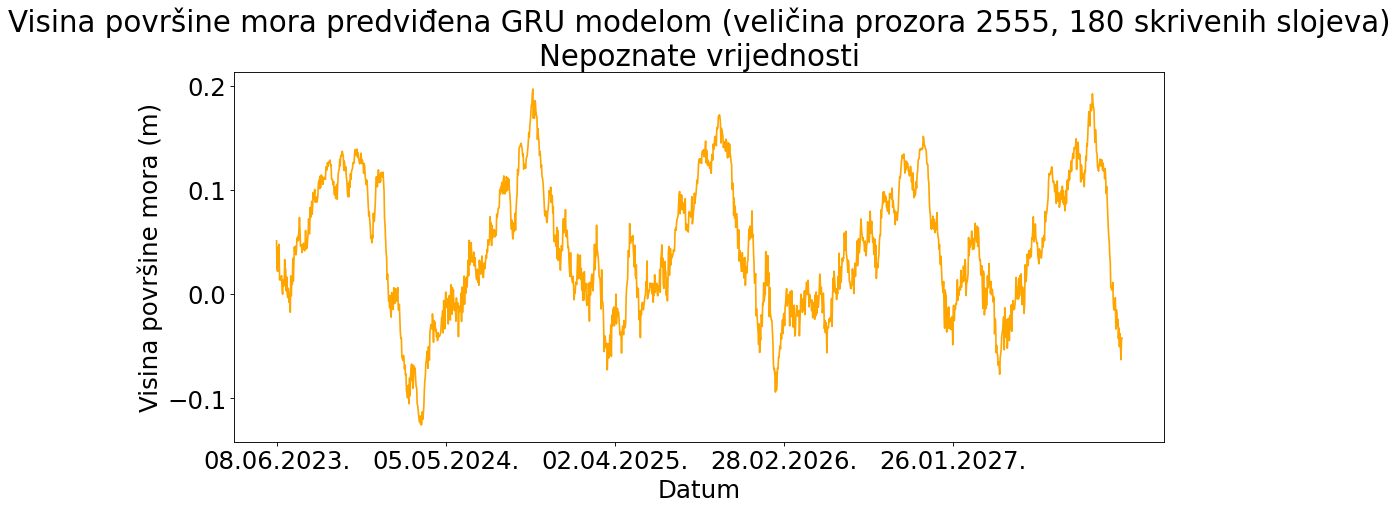 Visina površine mora predviđena GRU modelom (veličina prozora 2555, 180 skrivenih slojeva)
Nepoznate vrijednosti
Visina površine mora (m)
0.2
0.1
0.0
−0.1
08.06.2023. 05.05.2024. 02.04.2025. 28.02.2026. 26.01.2027.
Datum